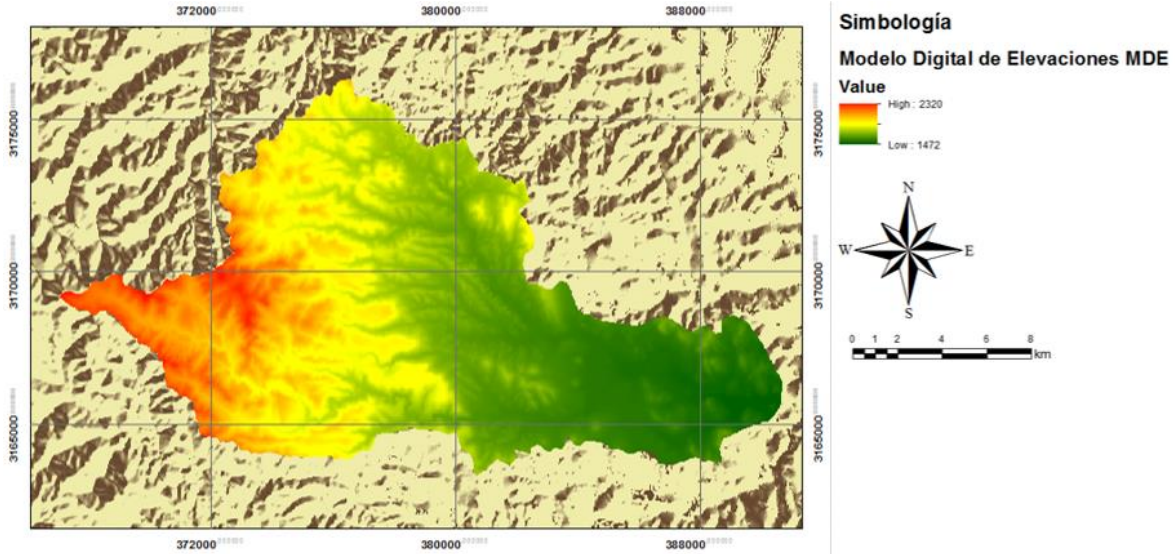 372000 380000 388000
3175000 3175000
3170000 3170000
3165000 3165000
372000 380000 388000
Simbología
Modelo Digital de Elevaciones MDE
Value
High : 2320
Low : 1472
N
W E
S
0 1 2 4 6 8
km